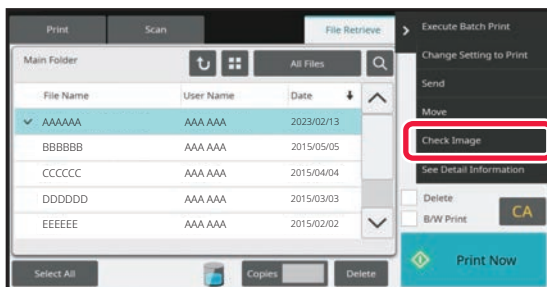 Print Scan File Retrieve
Main Folder All Files
File Name User Name Date
AAAAAA AAA AAA 2023/02/13
BBBBBB AAA AAA 2015/05/05
CCCCCC AAA AAA 2015/04/04
DDDDDD AAA AAA 2015/03/03
EEEEEE AAA AAA 2015/02/02
Select All Copies Delete
Execute Batch Print
Change Setting to Print
Send
Move
Check Image
See Detail Information
Delete
B/W Print CA
Print Now